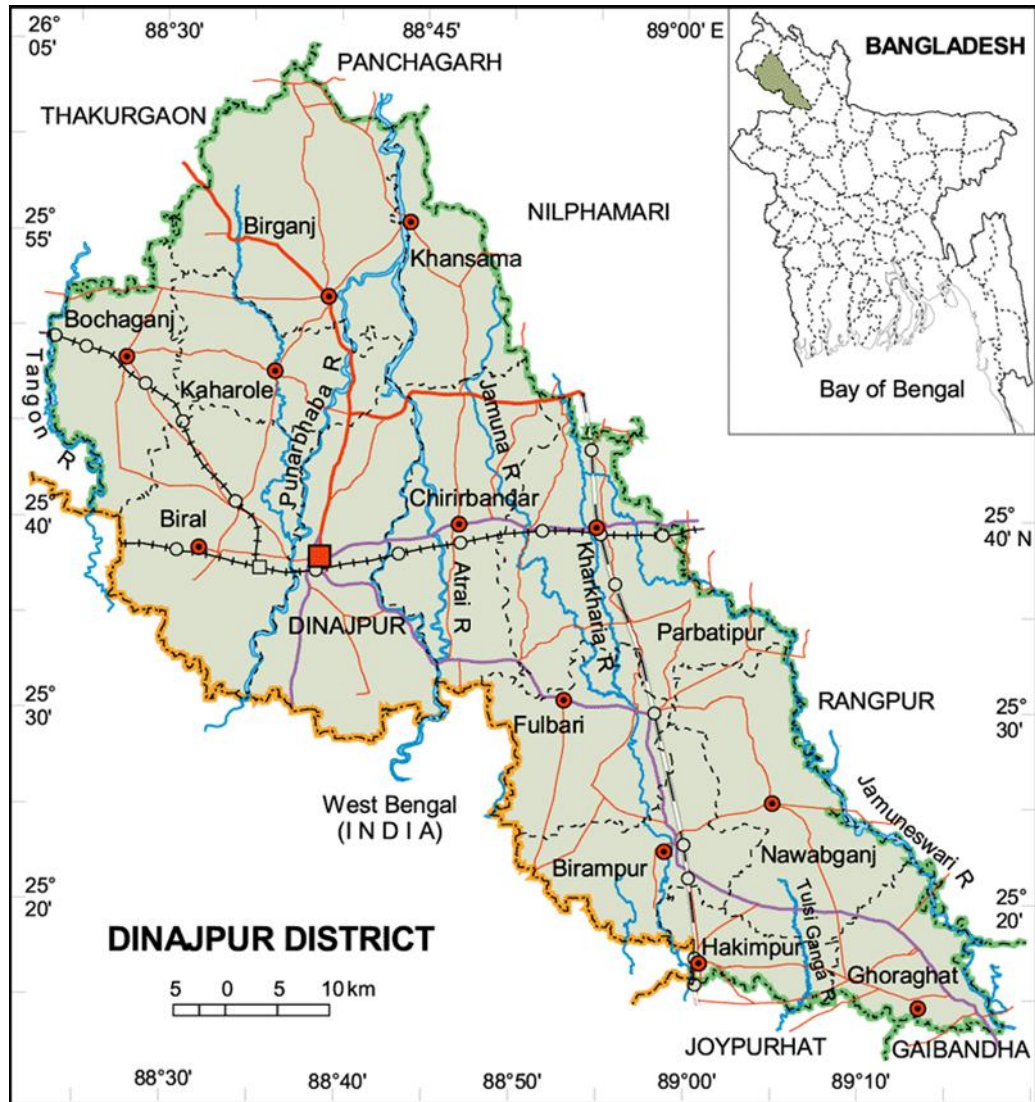 26°
05'
88°30'
88°45'
89°00' E
PANCHAGARH
THAKURGAON
BANGLADESH
NILPHAMARI
25°
55'
Birganj
Khansama
Bochaganj
Kaharole
Tangon R
Punarbhaba R
Jamuna R
Bay of Bengal
25°
40'
Biral
Chirirbandar
25°
40' N
Atrai R
Kharkharia R
DINAJPUR
Parbatipur
25°
30'
Fulbari
RANGPUR
25°
30'
West Bengal
(INDIA)
Jamuneswari R
Birampur
Nawabganj
25°
20'
Tulsi Ganga R
25°
20'
DINAJPUR DISTRICT
Hakimpur
Ghoraghat
5 0 5 10 km
JOYPURHAT
GAIBANDHA
88°30'
88°40'
88°50'
89°00'
89°10'